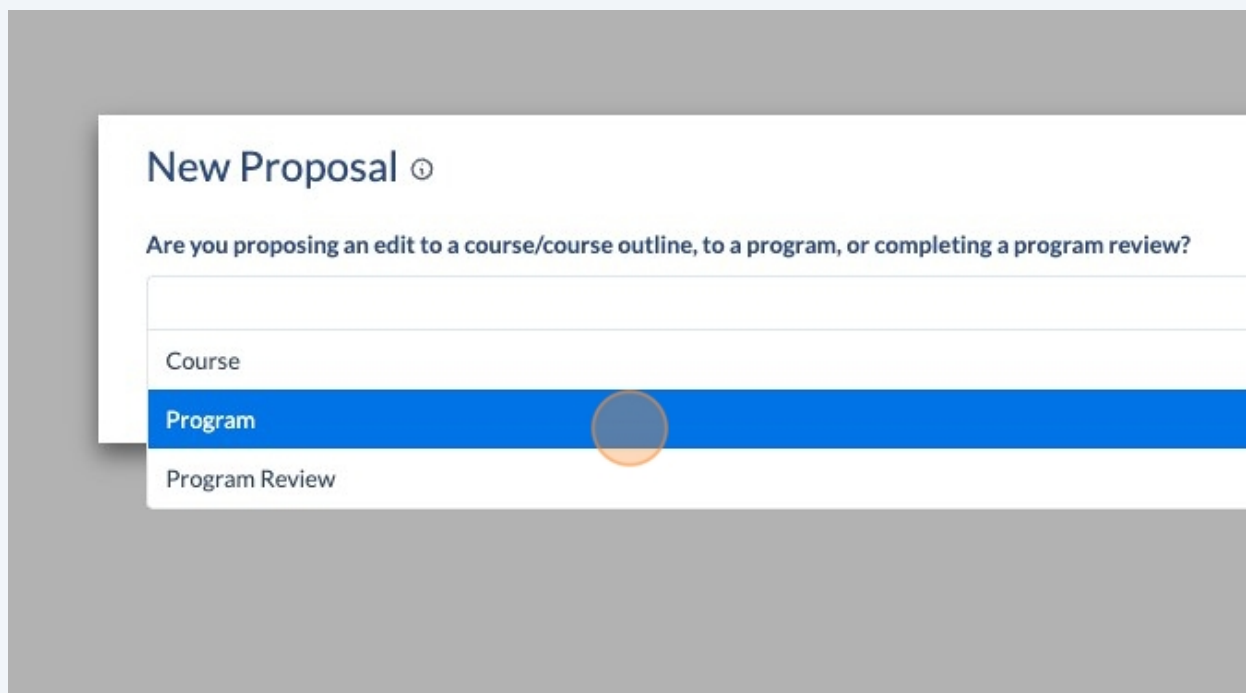 New Proposal
Are you proposing an edit to a course/course outline, to a program, or completing a program review?
Course
Program
Program Review